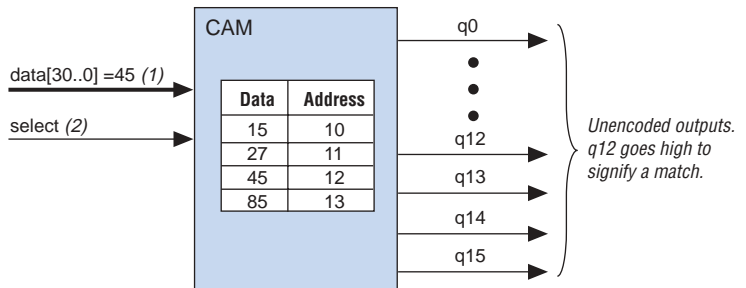 CAM
data[30..0] =45 (1)
select (2)
Data Address
15 10
27 11
45 12
85 13
q0
q12
q13
q14
q15
Unencoded outputs.
q12 goes high to
signify a match.